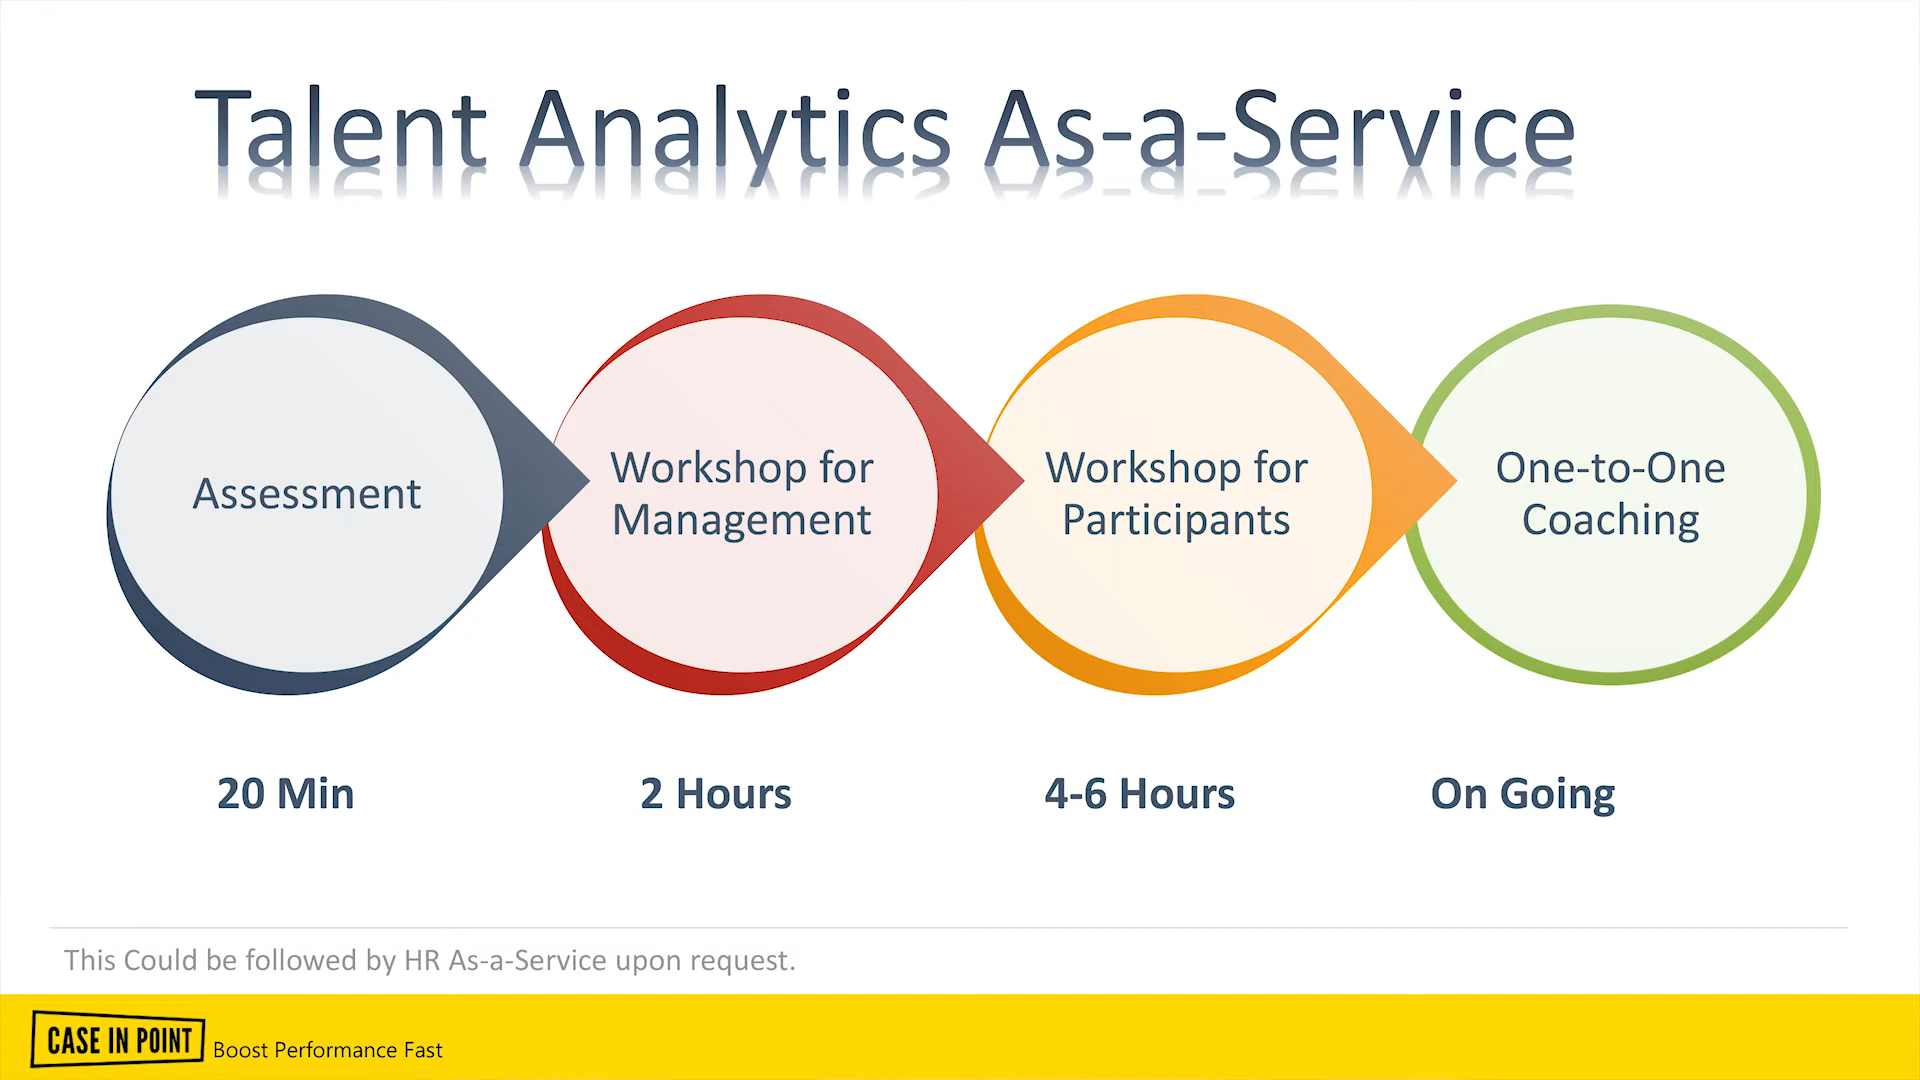 Talent Analytics As-a-Service
Assessment
Workshop for
Management
Workshop for
Participants
One-to-One
Coaching
20 Min
2 Hours
4-6 Hours
On Going
This Could be followed by HR As-a-Service upon request.
CASE IN POINT
Boost Performance Fast